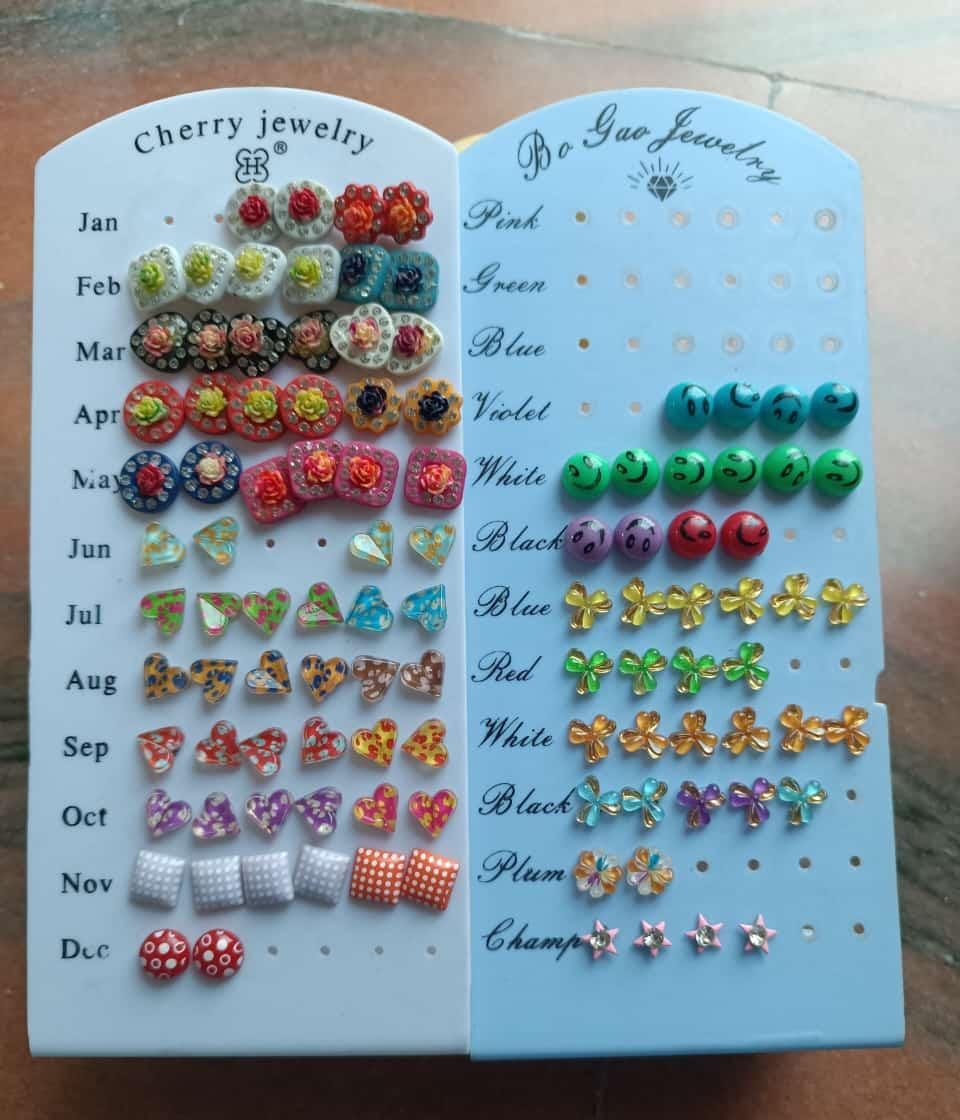 Cherry jewelry
®
Jan
Feb
Mar
Apr
May
Jun
Jul
Aug
Sep
Oct
Nov
Dec
Bo Gao Jewelry
Pink
Green
Blue
Violet
White
Black
Blue
Red
White
Black
Plum
Champ